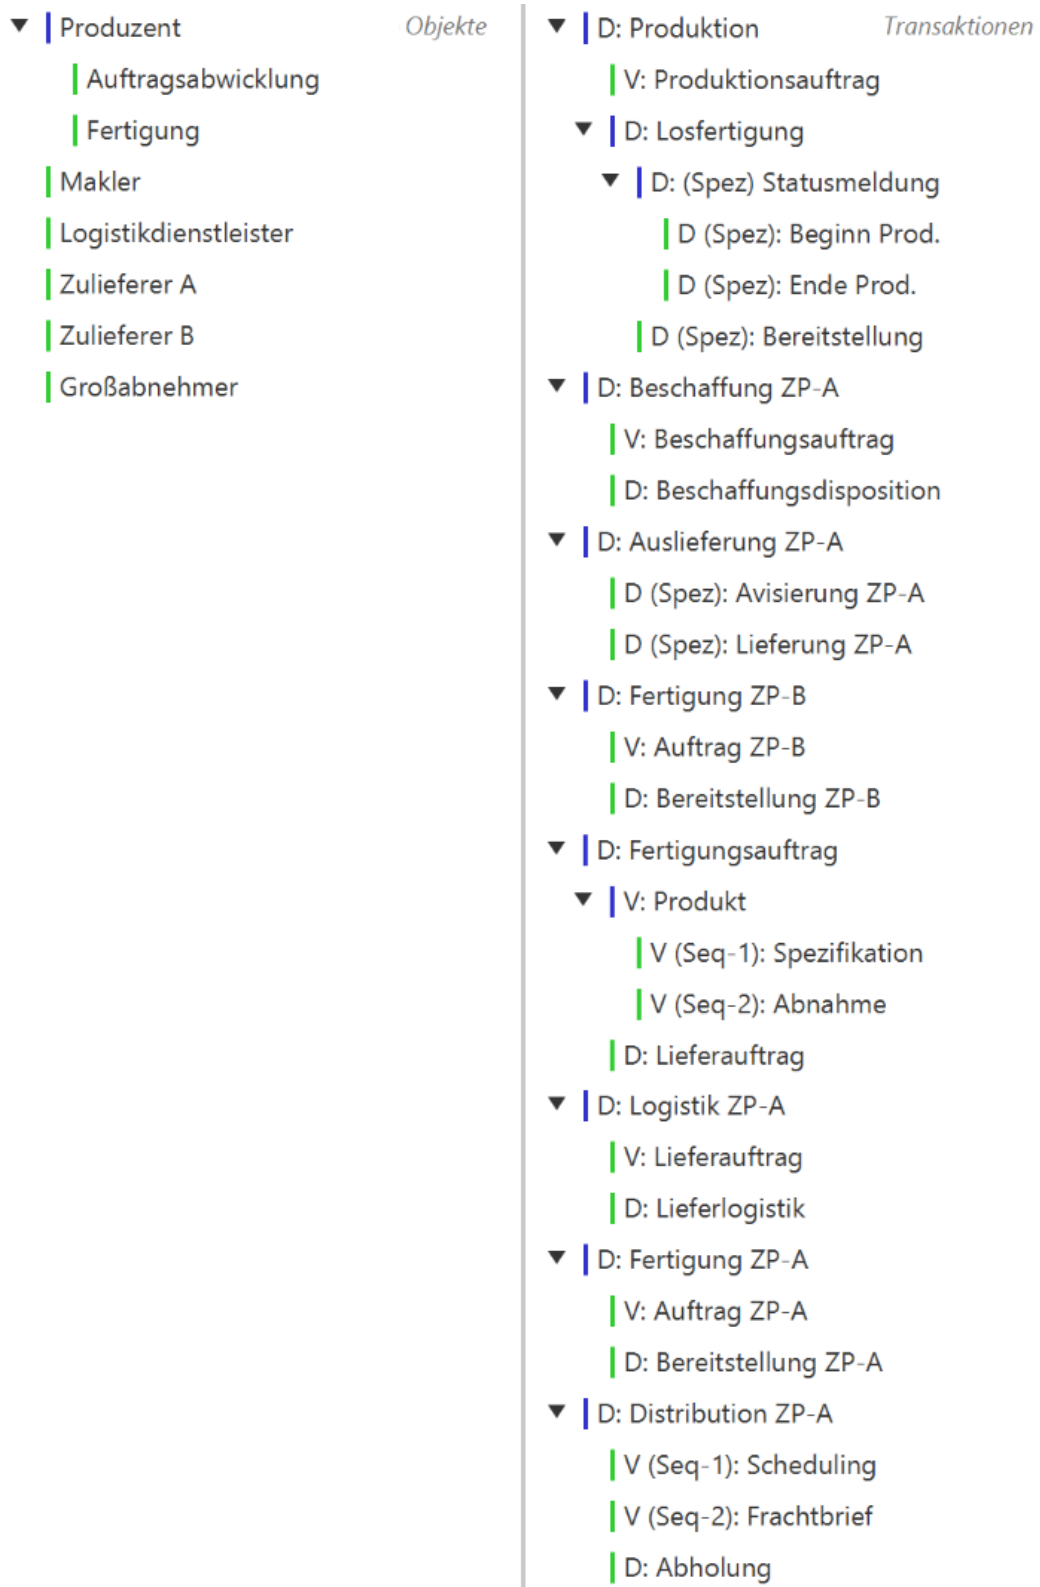 Produzent
Objekte
Auftragsabwicklung
Fertigung
Makler
Logistikdienstleister
Zulieferer A
Zulieferer B
Großabnehmer
D: Produktion
Transaktionen
V: Produktionsauftrag
D: Losfertigung
D: (Spez) Statusmeldung
D (Spez): Beginn Prod.
D (Spez): Ende Prod.
D (Spez): Bereitstellung
D: Beschaffung ZP-A
V: Beschaffungsauftrag
D: Beschaffungsdisposition
D: Auslieferung ZP-A
D (Spez): Avisierung ZP-A
D (Spez): Lieferung ZP-A
D: Fertigung ZP-B
V: Auftrag ZP-B
D: Bereitstellung ZP-B
D: Fertigungsauftrag
V: Produkt
V (Seq-1): Spezifikation
V (Seq-2): Abnahme
D: Lieferauftrag
D: Logistik ZP-A
V: Lieferauftrag
D: Lieferlogistik
D: Fertigung ZP-A
V: Auftrag ZP-A
D: Bereitstellung ZP-A
D: Distribution ZP-A
V (Seq-1): Scheduling
V (Seq-2): Frachtbrief
D: Abholung